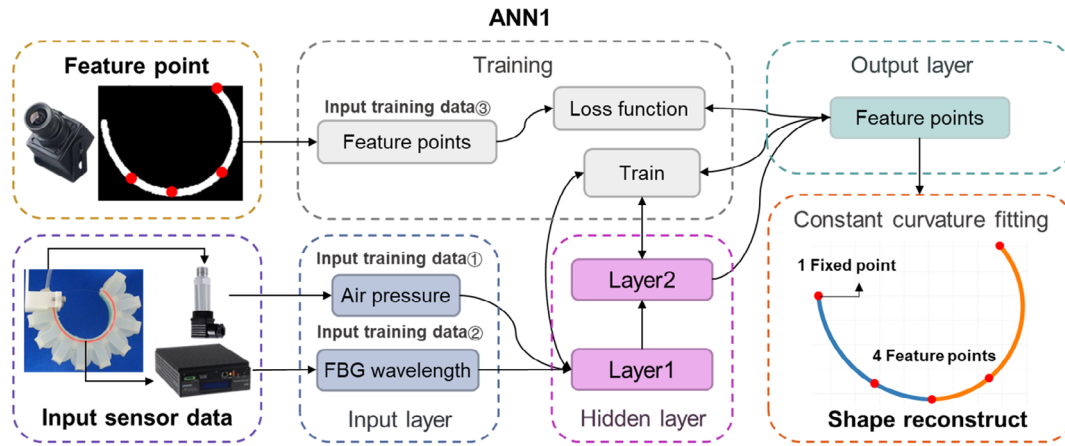 ANN1
Feature point
Training
Input training data③
Feature points
Loss function
Train
Output layer
Feature points
Input sensor data
Input training data①
Air pressure
Input training data②
FBG wavelength
Input layer
Layer2
Layer1
Hidden layer
Constant curvature fitting
1 Fixed point
4 Feature points
Shape reconstruct